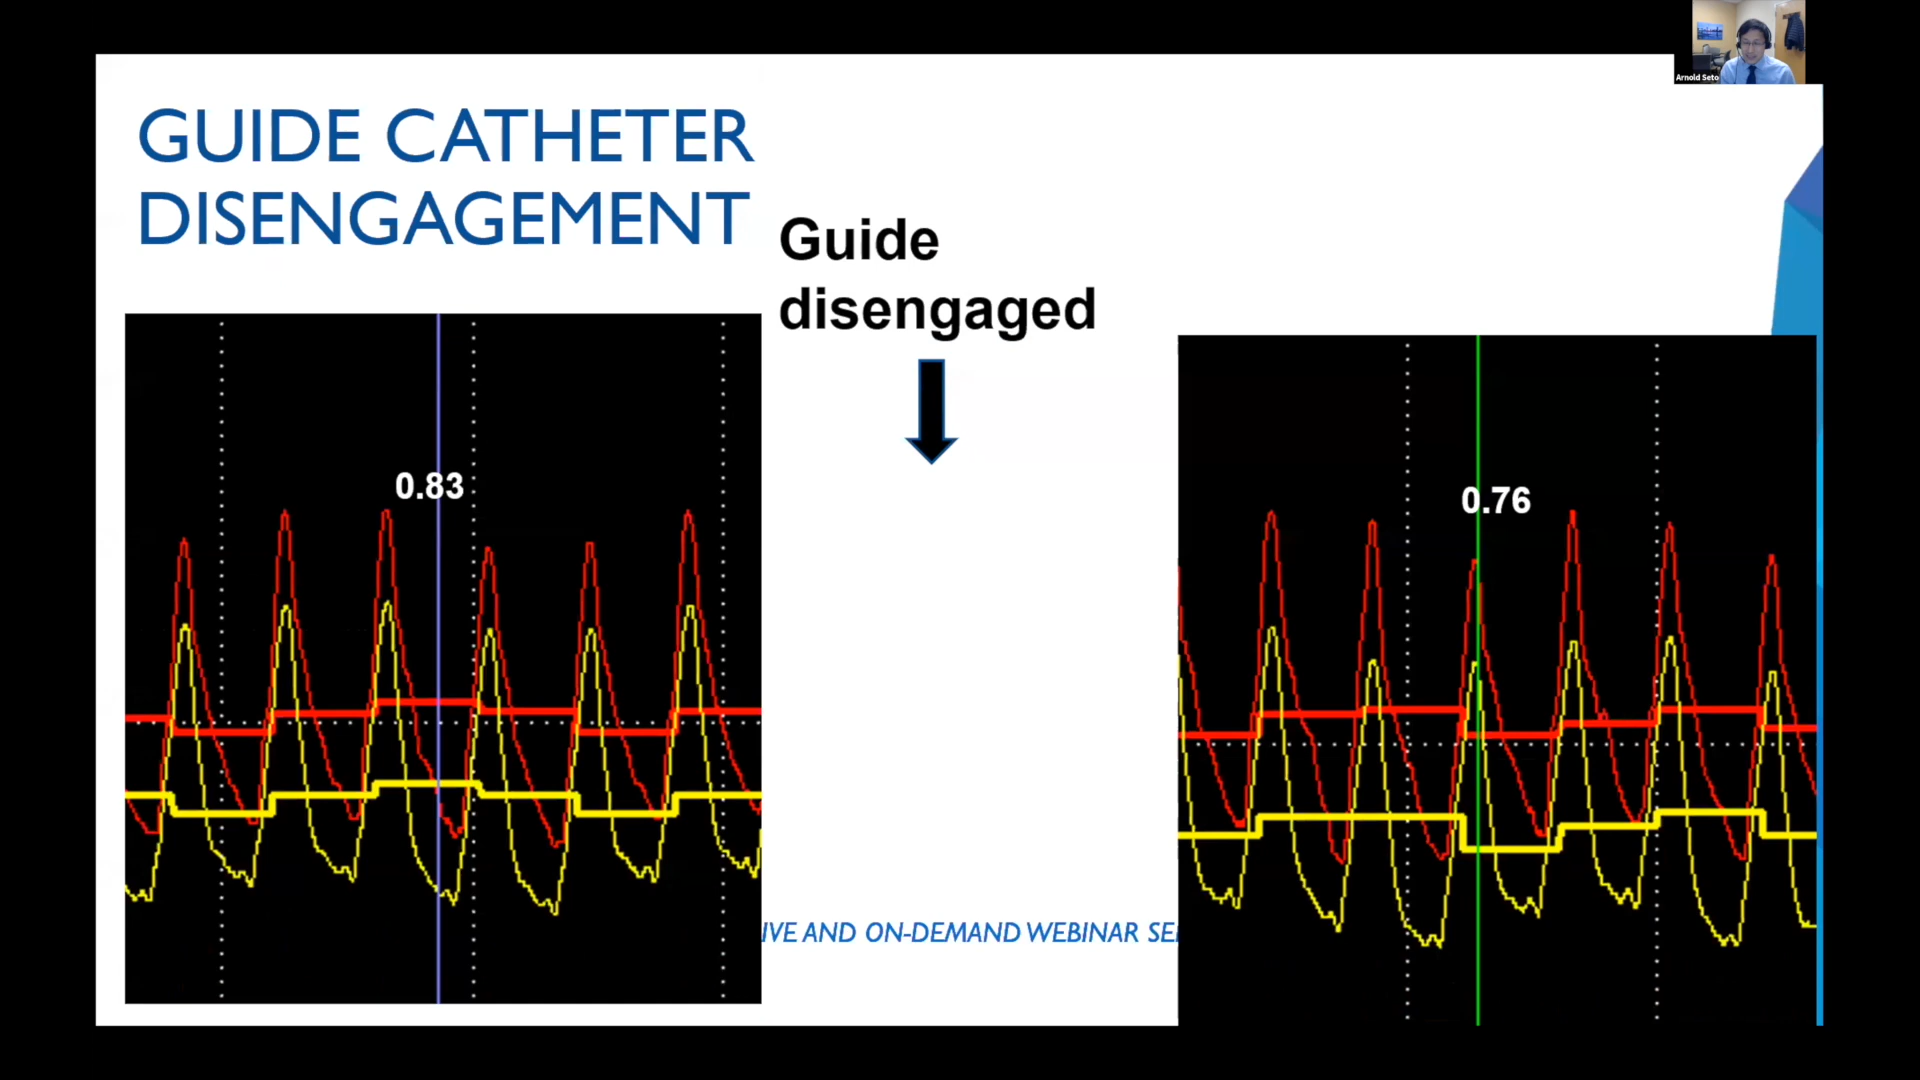 Arnold Seto
GUIDE CATHETER
DISENGAGEMENT
Guide
disengaged
0.83
0.76
IVE AND ON-DEMAND WEBINAR SE